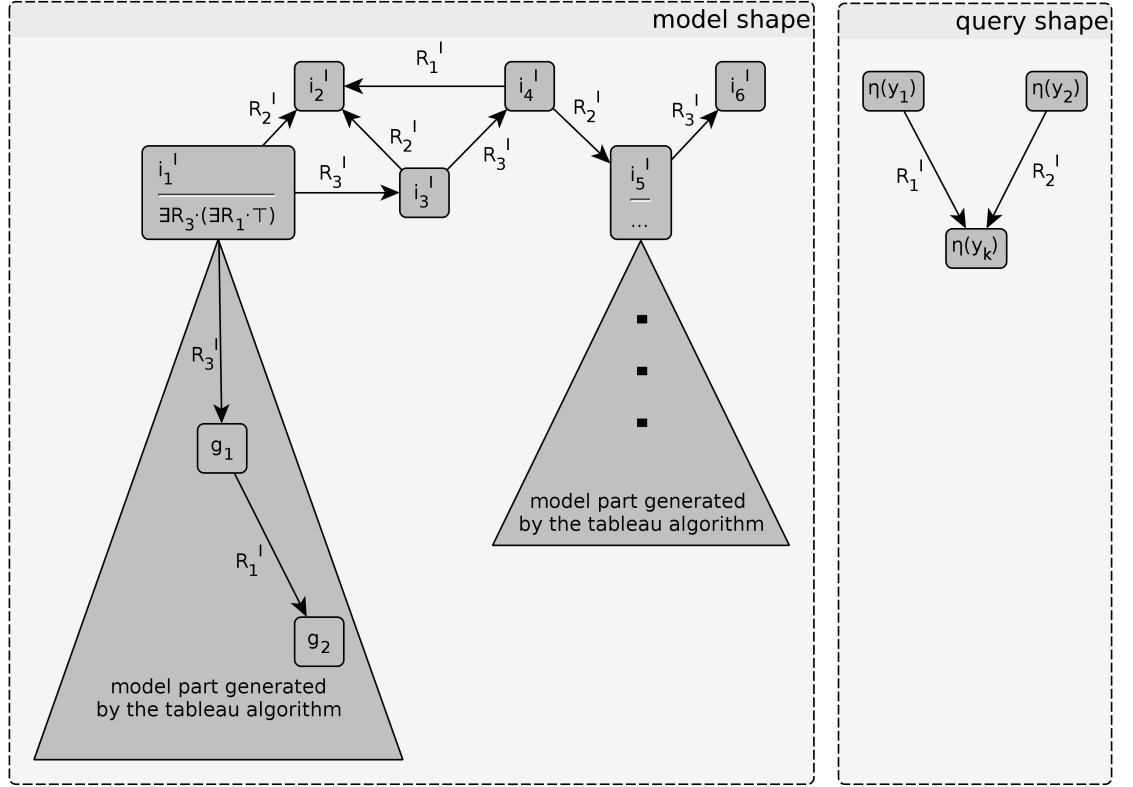 model shape
query shape
R₁ᴵ
i₂ᴵ
i₄ᴵ
i₆ᴵ
η(y₁)
η(y₂)
R₂ᴵ
R₂ᴵ
R₂ᴵ
R₃ᴵ
i₁ᴵ
∃R₃·(∃R₁·⊤)
R₃ᴵ
R₃ᴵ
i₃ᴵ
i₅ᴵ
...
R₁ᴵ
R₂ᴵ
η(yₖ)
R₃ᴵ
g₁
R₁ᴵ
g₂
model part generated
by the tableau algorithm
model part generated
by the tableau algorithm